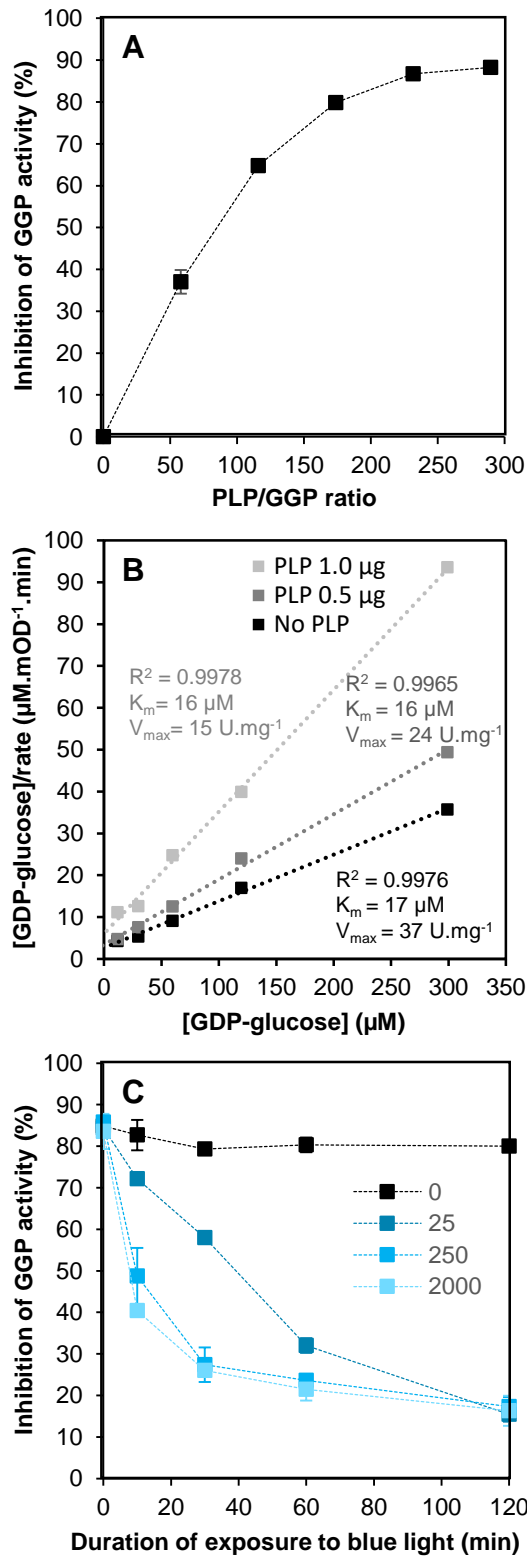 A
Inhibition of GGP activity (%)
100
90
80
70
60
50
40
30
20
10
0
0 50 100 150 200 250 300
PLP/GGP ratio
B
[GDP-glucose]/rate (µM.mOD-1.min)
100
90
80
70
60
50
40
30
20
10
0
PLP 1.0 µg
PLP 0.5 µg
No PLP
R2 = 0.9978
Km= 16 µM
Vmax= 15 U.mg-1
R2 = 0.9965
Km = 16 µM
Vmax = 24 U.mg-1
R2 = 0.9976
Km = 17 µM
Vmax = 37 U.mg-1
0 50 100 150 200 250 300 350
[GDP-glucose] (µM)
C
Inhibition of GGP activity (%)
100
90
80
70
60
50
40
30
20
10
0
0
25
250
2000
0 20 40 60 80 100 120
Duration of exposure to blue light (min)